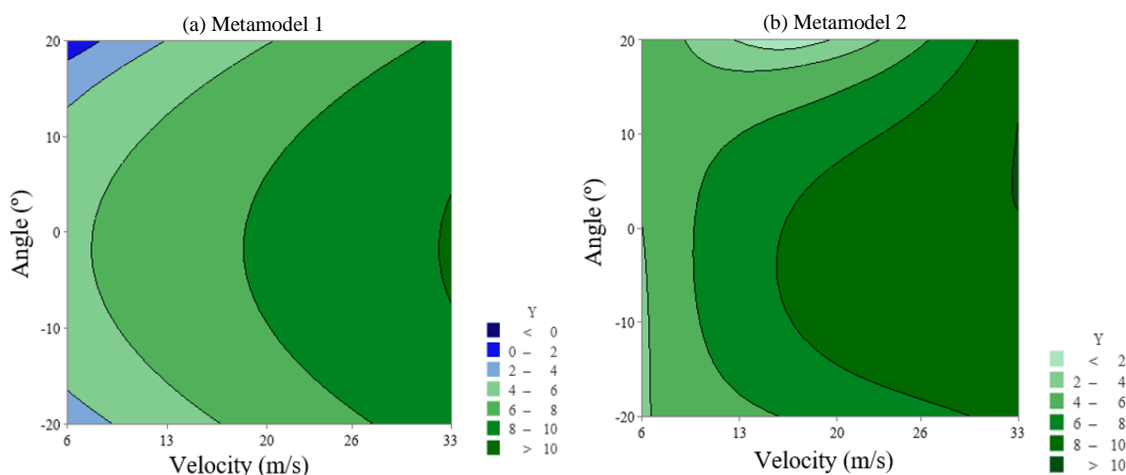 (a) Metamodel 1
20
10
0
-10
-20
Angle (º)
6 13 20 26 33
Velocity (m/s)
Y
< 0
0 – 2
2 – 4
4 – 6
6 – 8
8 – 10
> 10
(b) Metamodel 2
20
10
0
-10
-20
Angle (º)
6 13 20 26 33
Velocity (m/s)
Y
< 2
2 – 4
4 – 6
6 – 8
8 – 10
> 10